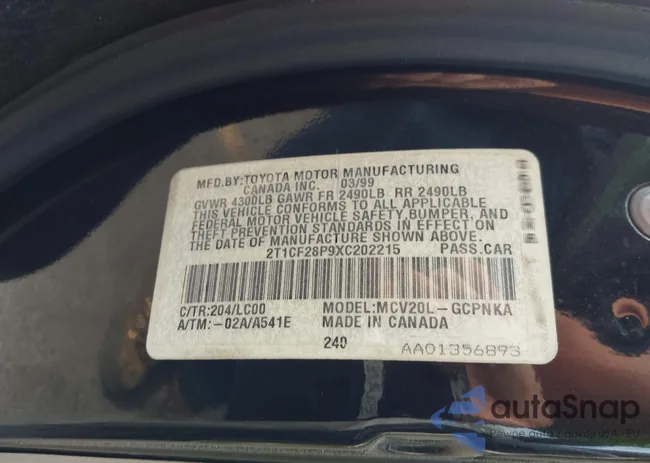 MFD.BY:TOYOTA MOTOR MANUFACTURING
CANADA INC. 03/99
GVWR 4300LB GAWR FR 2490LB RR 2490LB
THIS VEHICLE CONFORMS TO ALL APPLICABLE
FEDERAL MOTOR VEHICLE SAFETY,BUMPER, AND
THEFT PREVENTION STANDARDS IN EFFECT ON
THE DATE OF MANUFACTURE SHOWN ABOVE.
2T1CF28P9XC202215 PASS.CAR
C/TR:204/LC00 MODEL:MCV20L-GCPNKA
A/TM:-02A/A541E MADE IN CANADA
240 AA01356893
autaSnap